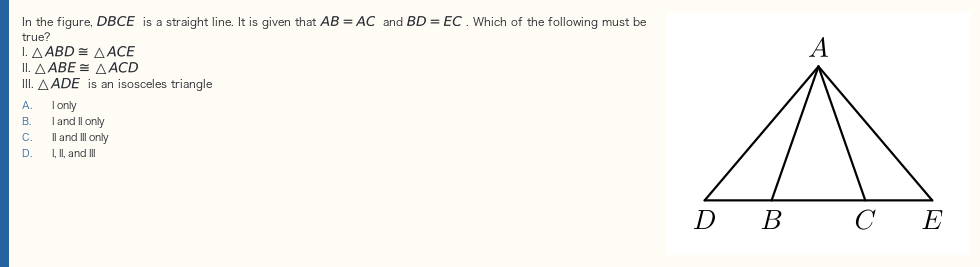 In the figure, DBCE is a straight line. It is given that AB = AC and BD = EC . Which of the following must be
true?
I. △ABD ≅ △ACE
II. △ABE ≅ △ACD
III. △ADE is an isosceles triangle
A. I only
B. I and II only
C. II and III only
D. I, II, and III
A
D B C E